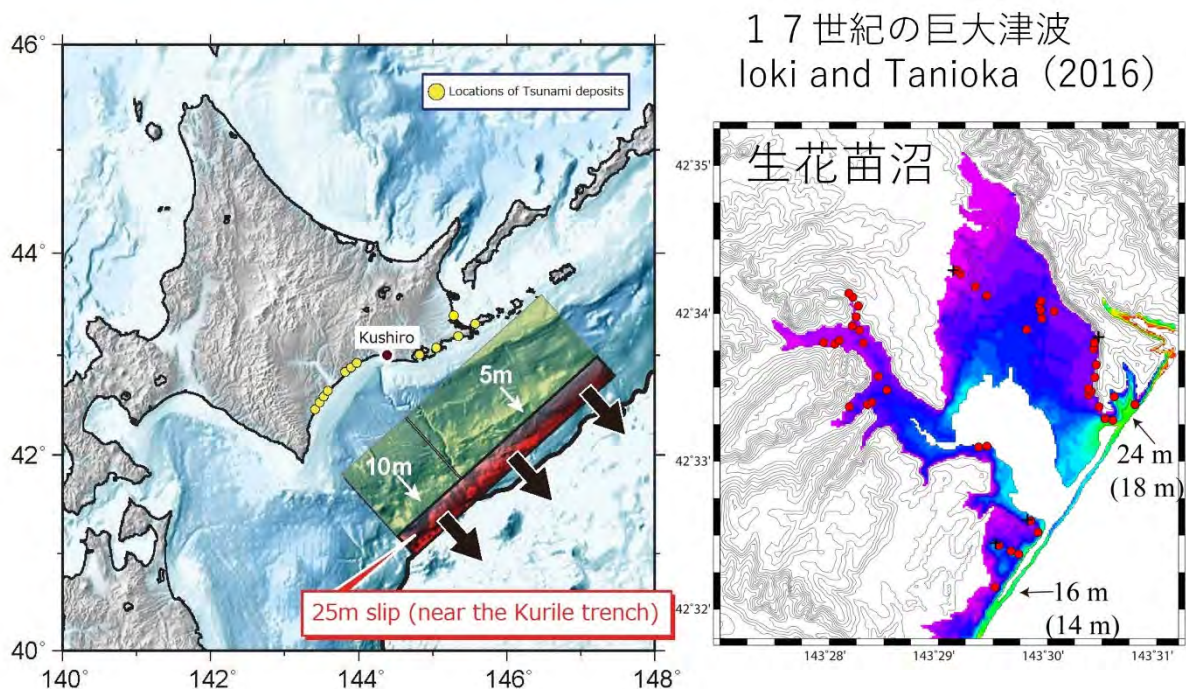 46°
44°
42°
40°
140°
142°
144°
146°
148°
Locations of Tsunami deposits
Kushiro
5m
10m
25m slip (near the Kurile trench)
１７世紀の巨大津波
Ioki and Tanioka（2016）
生花苗沼
42˚35'
42˚34'
42˚33'
42˚32'
24 m
(18 m)
16 m
(14 m)
143˚28'
143˚29'
143˚30'
143˚31'